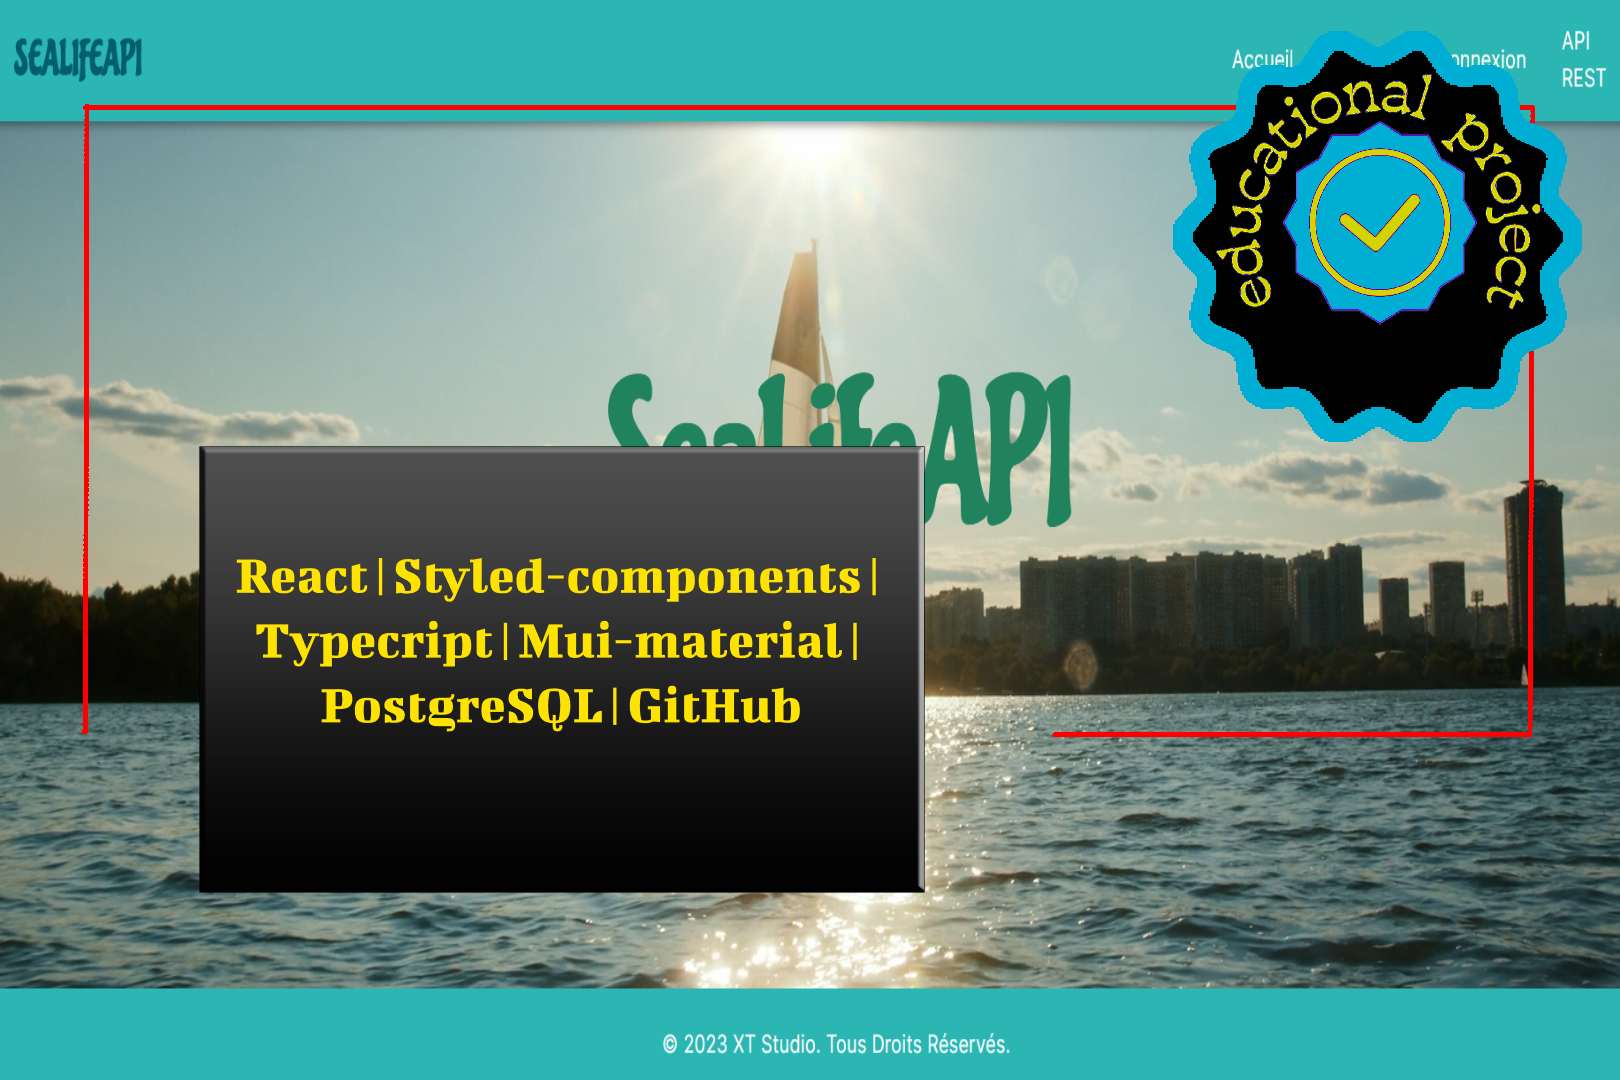 SEALIFEAPI
Accueil
API
REST
educational project
API
React | Styled-components |
Typecript | Mui-material |
PostgreSQL | GitHub
© 2023 XT Studio. Tous Droits Réservés.